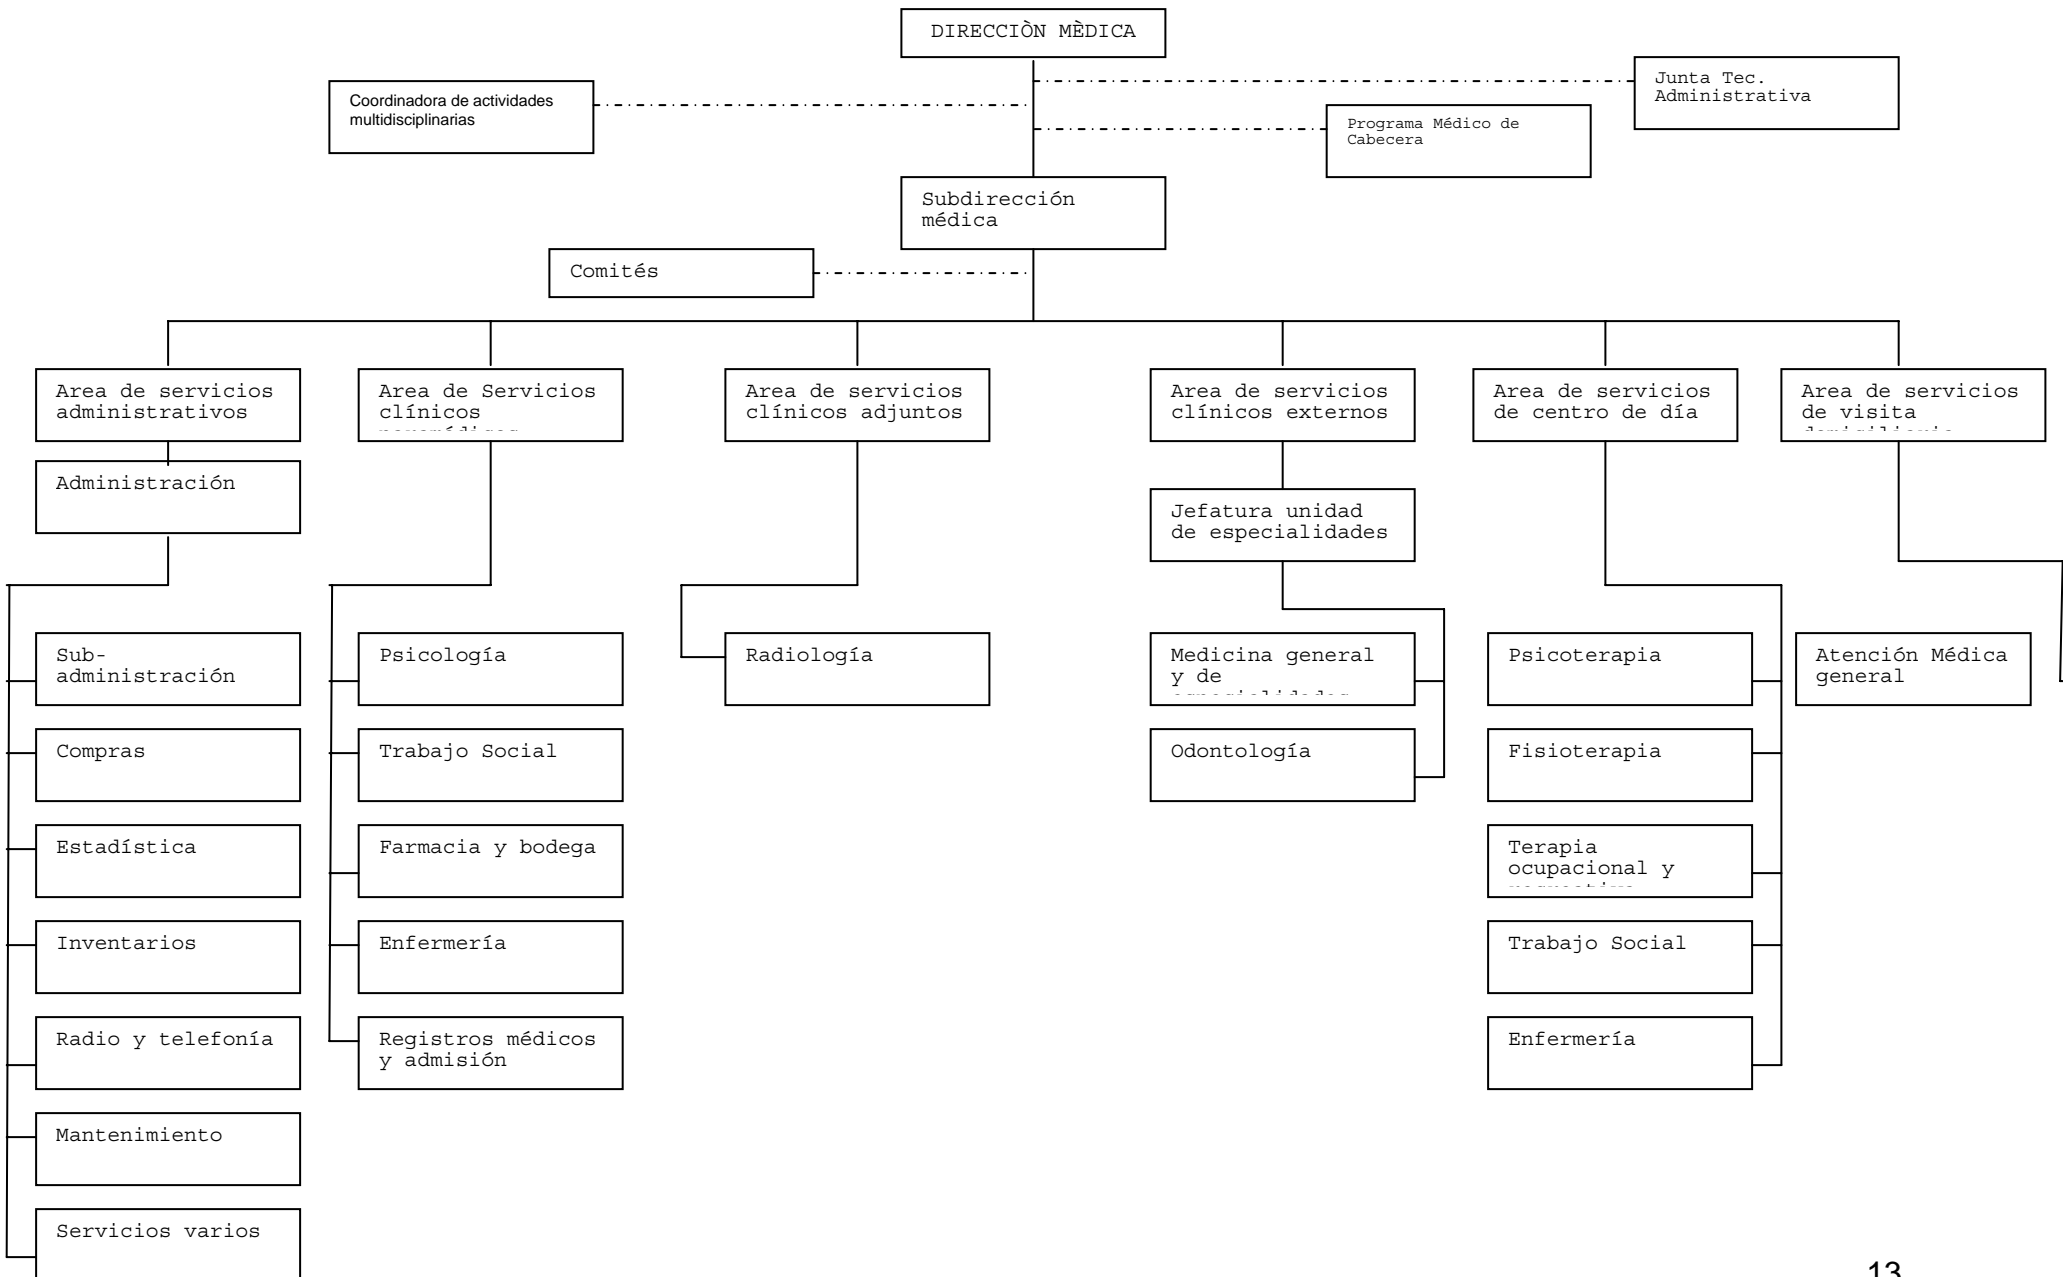 DIRECCIÒN MÈDICA
Junta Tec.
Administrativa
Coordinadora de actividades
multidisciplinarias
Programa Médico de
Cabecera
Subdirección
médica
Comités
Area de servicios
administrativos
Area de Servicios
clínicos
Area de servicios
clínicos adjuntos
Area de servicios
clínicos externos
Area de servicios
de centro de día
Area de servicios
de visita
Administración
Jefatura unidad
de especialidades
Sub-
administración
Compras
Estadística
Inventarios
Radio y telefonía
Mantenimiento
Servicios varios
Psicología
Trabajo Social
Farmacia y bodega
Enfermería
Registros médicos
y admisión
Radiología
Medicina general
y de
Odontología
Psicoterapia
Fisioterapia
Terapia
ocupacional y
Trabajo Social
Enfermería
Atención Médica
general
13